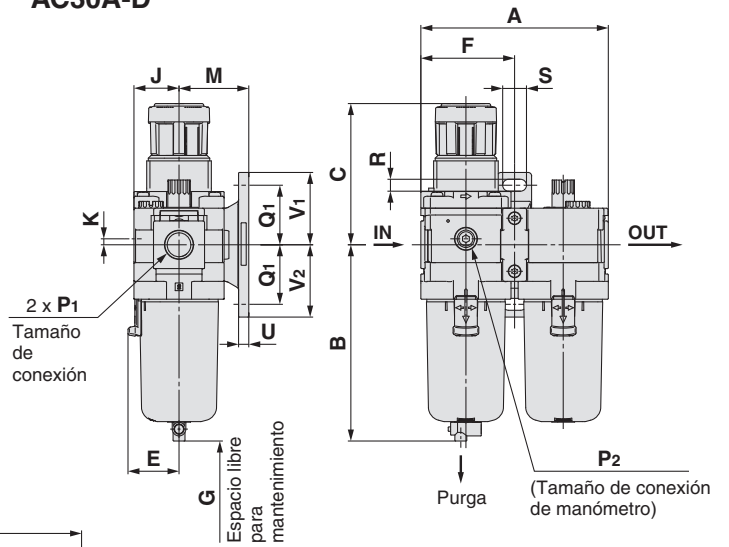 AC30A-D
A
J
M
F
S
C
R
K
Q1
V1
IN
OUT
Q1
V2
2 x P1
Tamaño
de
conexión
U
B
E
G
Espacio libre
para
mantenimiento
Purga
P2
(Tamaño de conexión
de manómetro)